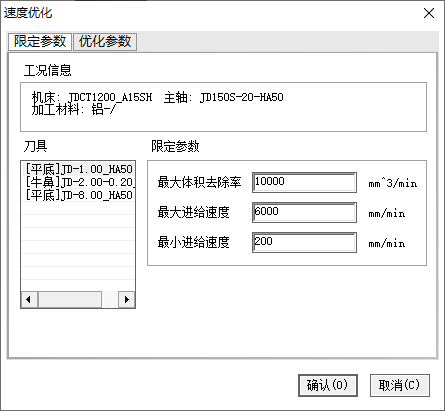 速度优化
限定参数 优化参数
工况信息
机床: JDCT1200_A15SH 主轴: JD150S-20-HA50
加工材料: 铝-/
刀具
[平底]JD-1.00_HA50
[牛鼻]JD-2.00-0.20_
[平底]JD-8.00_HA50
限定参数
最大体积去除率 10000 mm^3/min
最大进给速度 6000 mm/min
最小进给速度 200 mm/min
确认(O) 取消(C)